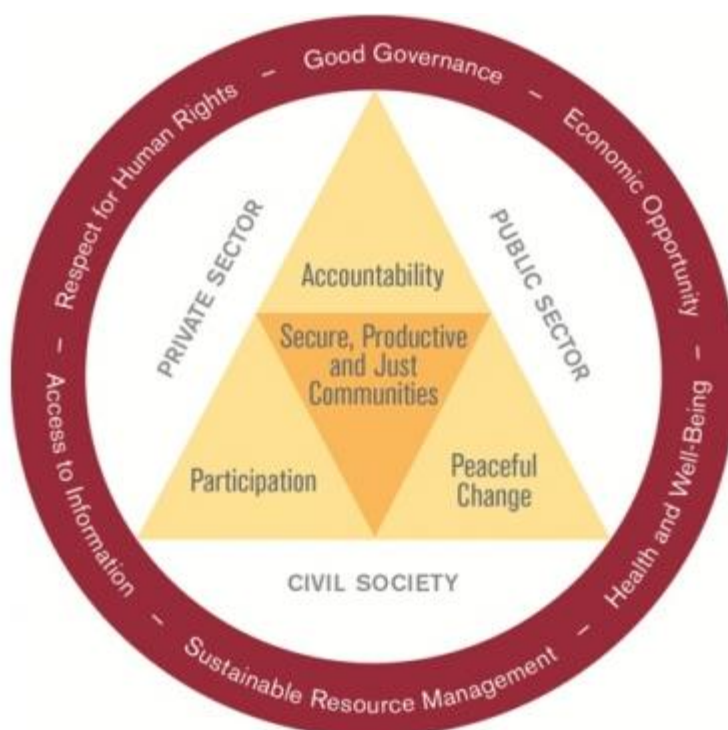 Good Governance
Economic Opportunity
Health and Well-Being
Sustainable Resource Management
Access to Information
Respect for Human Rights
PRIVATE SECTOR
PUBLIC SECTOR
CIVIL SOCIETY
Accountability
Secure, Productive
and Just
Communities
Participation
Peaceful
Change